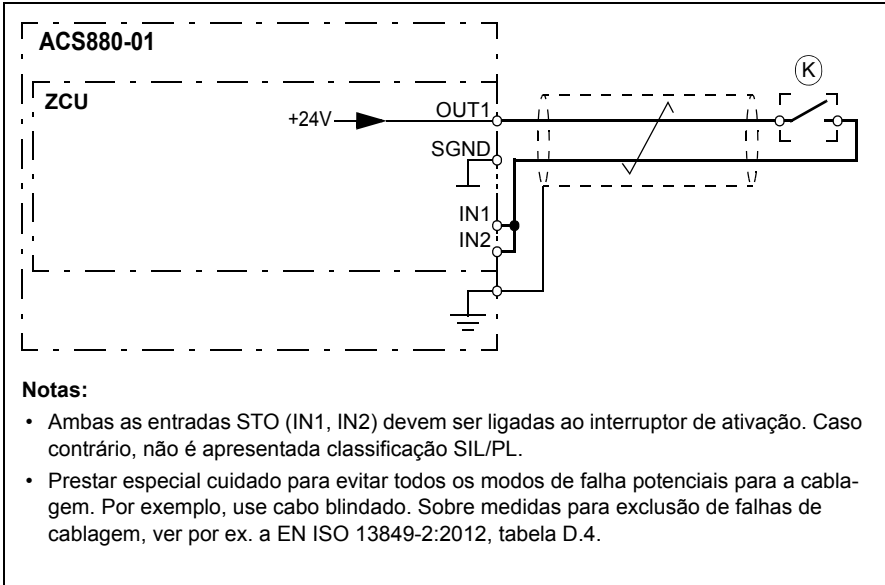 ACS880-01
K
ZCU
+24V
OUT1
SGND
IN1
IN2
Notas:
• Ambas as entradas STO (IN1, IN2) devem ser ligadas ao interruptor de ativação. Caso
contrário, não é apresentada classificação SIL/PL.
• Prestar especial cuidado para evitar todos os modos de falha potenciais para a cabla-
gem. Por exemplo, use cabo blindado. Sobre medidas para exclusão de falhas de
cablagem, ver por ex. a EN ISO 13849-2:2012, tabela D.4.